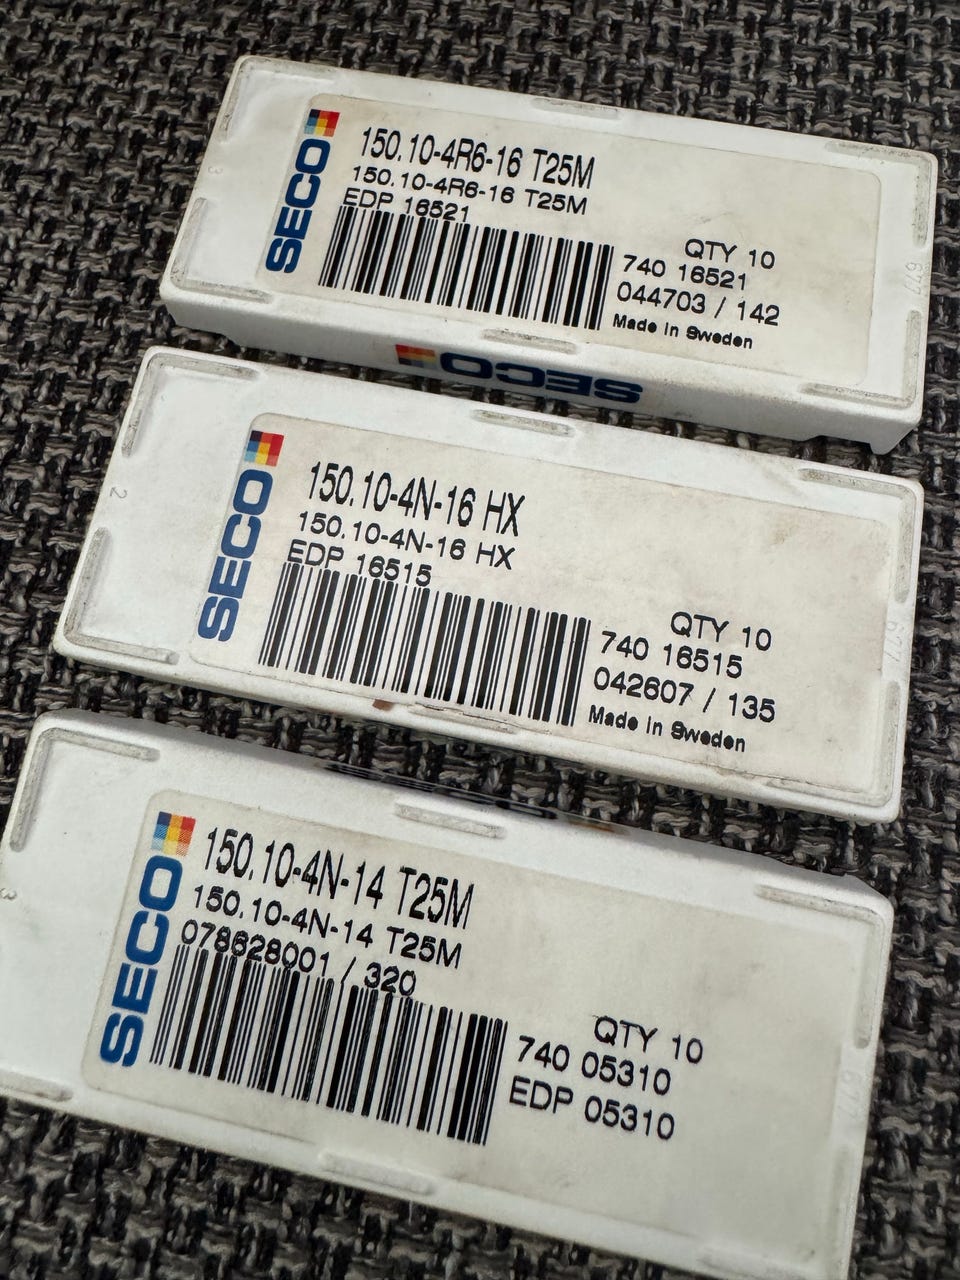 SECO
150.10-4R6-16 T25M
150.10-4R6-16 T25M
EDP 16521
QTY 10
740 16521
044703 / 142
Made in Sweden
SECO
SECO
150.10-4N-16 HX
150.10-4N-16 HX
EDP 16515
QTY 10
740 16515
042607 / 135
Made in Sweden
2
SECO
150.10-4N-14 T25M
150.10-4N-14 T25M
078628001 / 320
QTY 10
740 05310
EDP 05310
3